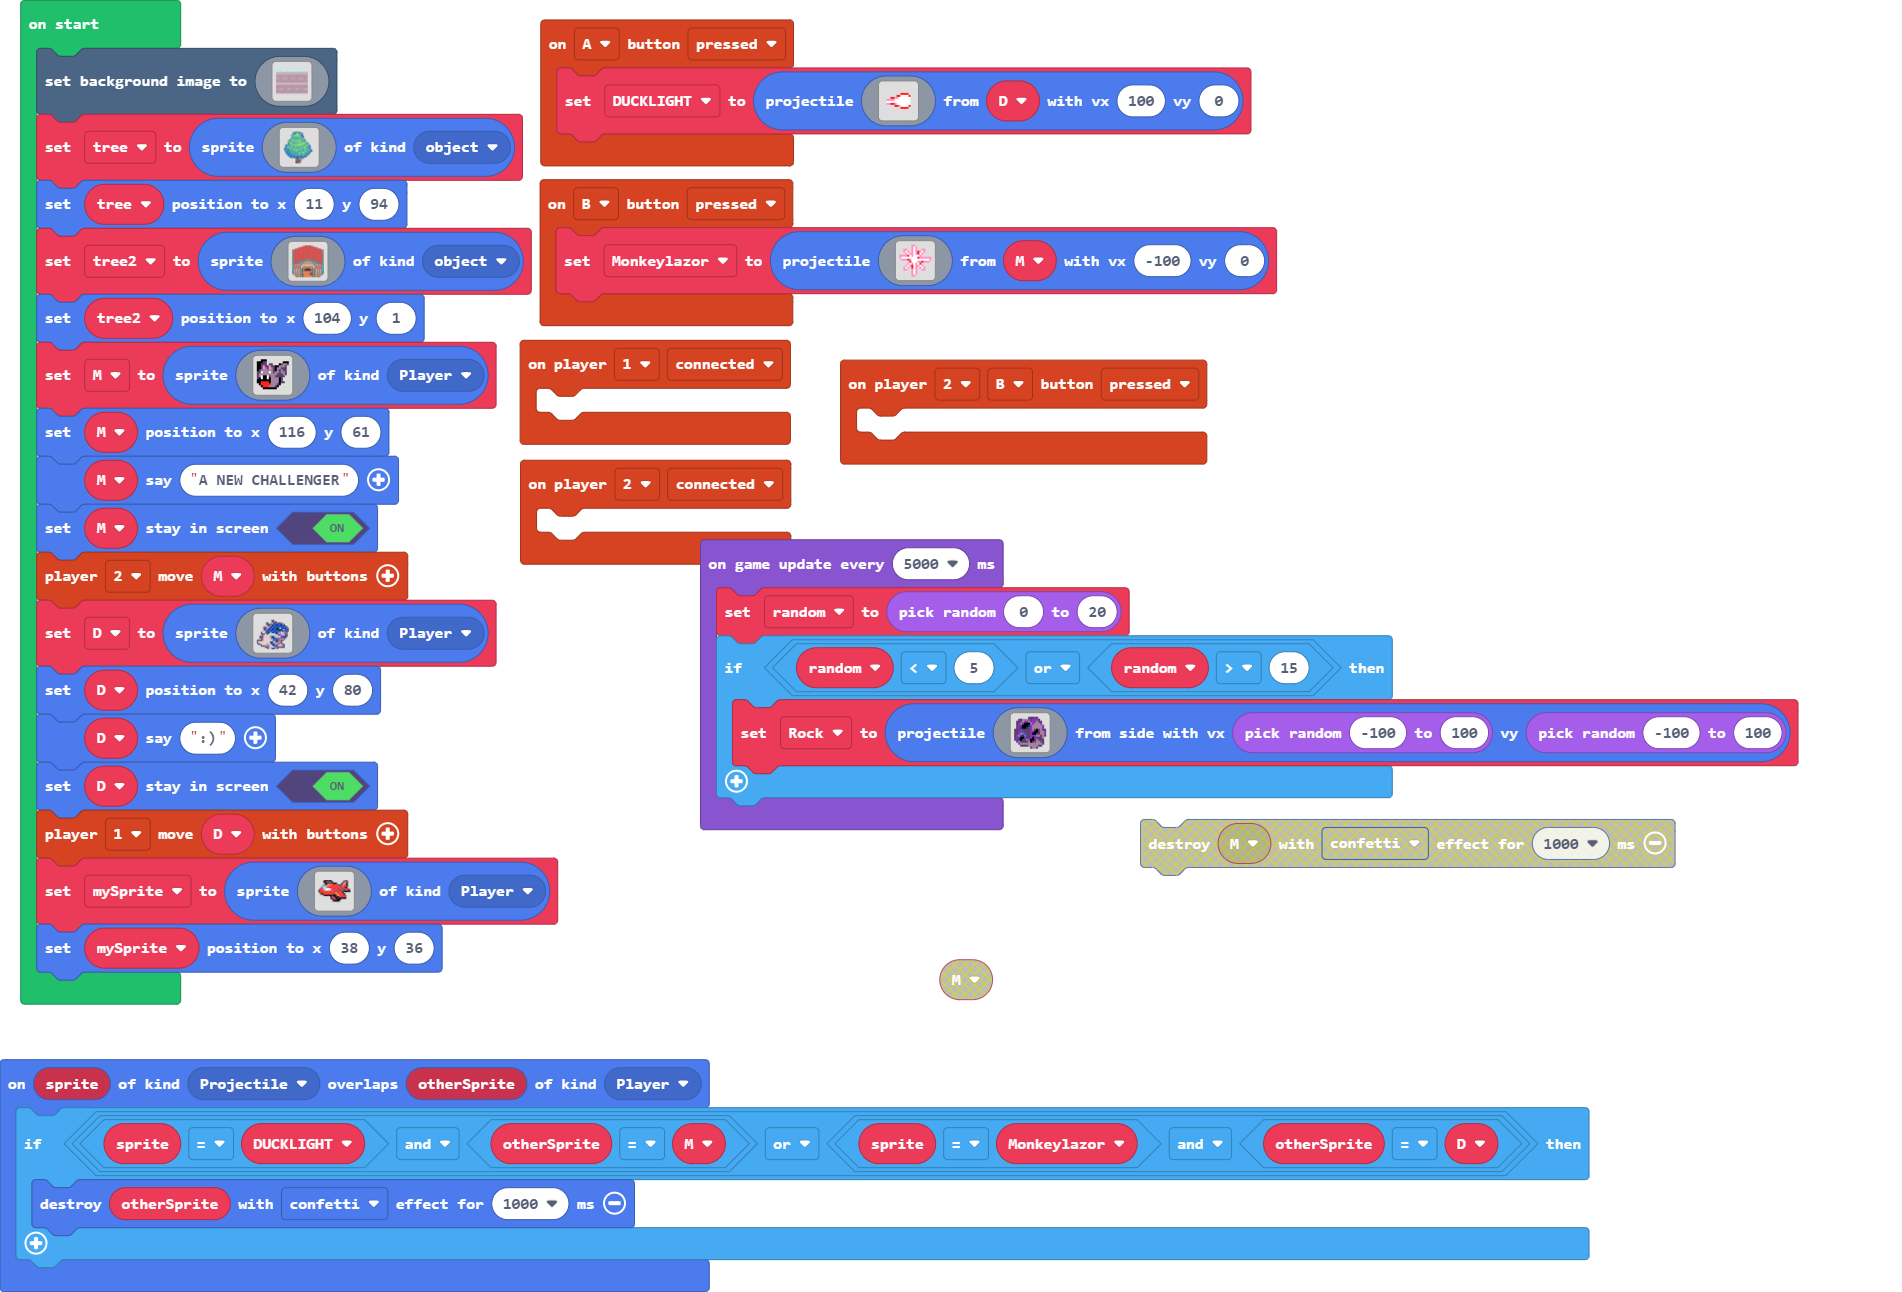 on start
set background image to
set tree to sprite of kind object
set tree position to x 11 y 94
set tree2 to sprite of kind object
set tree2 position to x 104 y 1
set M to sprite of kind Player
set M position to x 116 y 61
M say "A NEW CHALLENGER"
set M stay in screen ON
player 2 move M with buttons
set D to sprite of kind Player
set D position to x 42 y 80
D say ":)"
set D stay in screen ON
player 1 move D with buttons
set mySprite to sprite of kind Player
set mySprite position to x 38 y 36
on A button pressed
set DUCKLIGHT to projectile from D with vx 100 vy 0
on B button pressed
set Monkeylazor to projectile from M with vx -100 vy 0
on player 1 connected
on player 2 B button pressed
on player 2 connected
on game update every 5000 ms
set random to pick random 0 to 20
if random < 5 or random > 15 then
set Rock to projectile from side with vx pick random -100 to 100 vy pick random -100 to 100
destroy M with confetti effect for 1000 ms
M
on sprite of kind Projectile overlaps otherSprite of kind Player
if sprite = DUCKLIGHT and otherSprite = M or sprite = Monkeylazor and otherSprite = D then
destroy otherSprite with confetti effect for 1000 ms